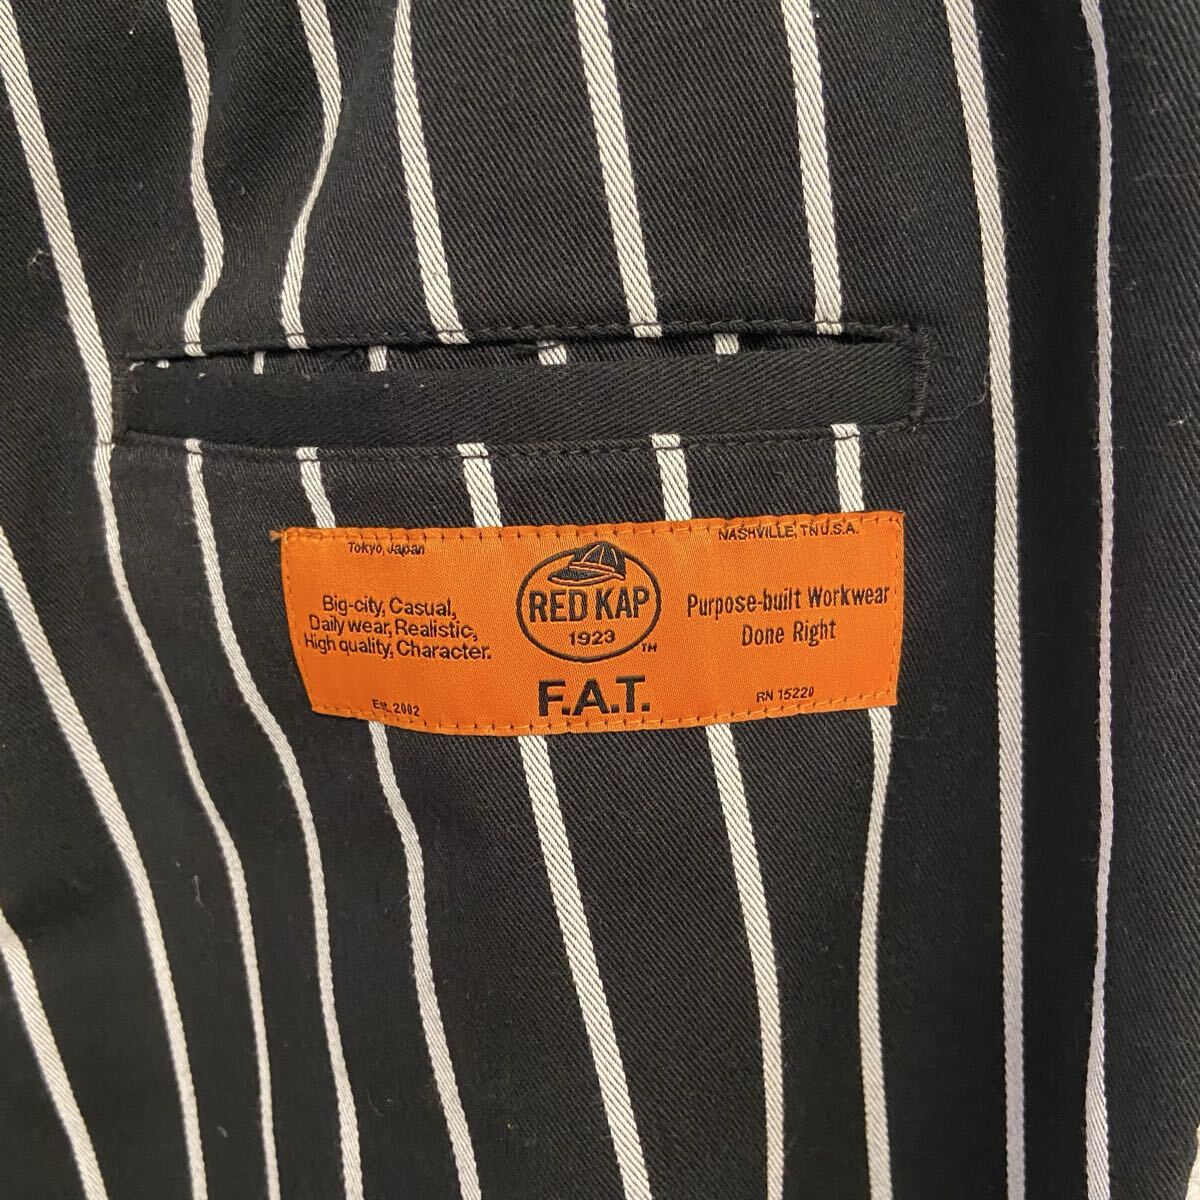 Tokyo, Japan
Big-city, Casual,
Daily wear, Realistic,
High quality, Character.
Est. 2002
RED KAP
1923
TM
F.A.T.
NASHVILLE, TN U.S.A.
Purpose-built Workwear
Done Right
RN 15220